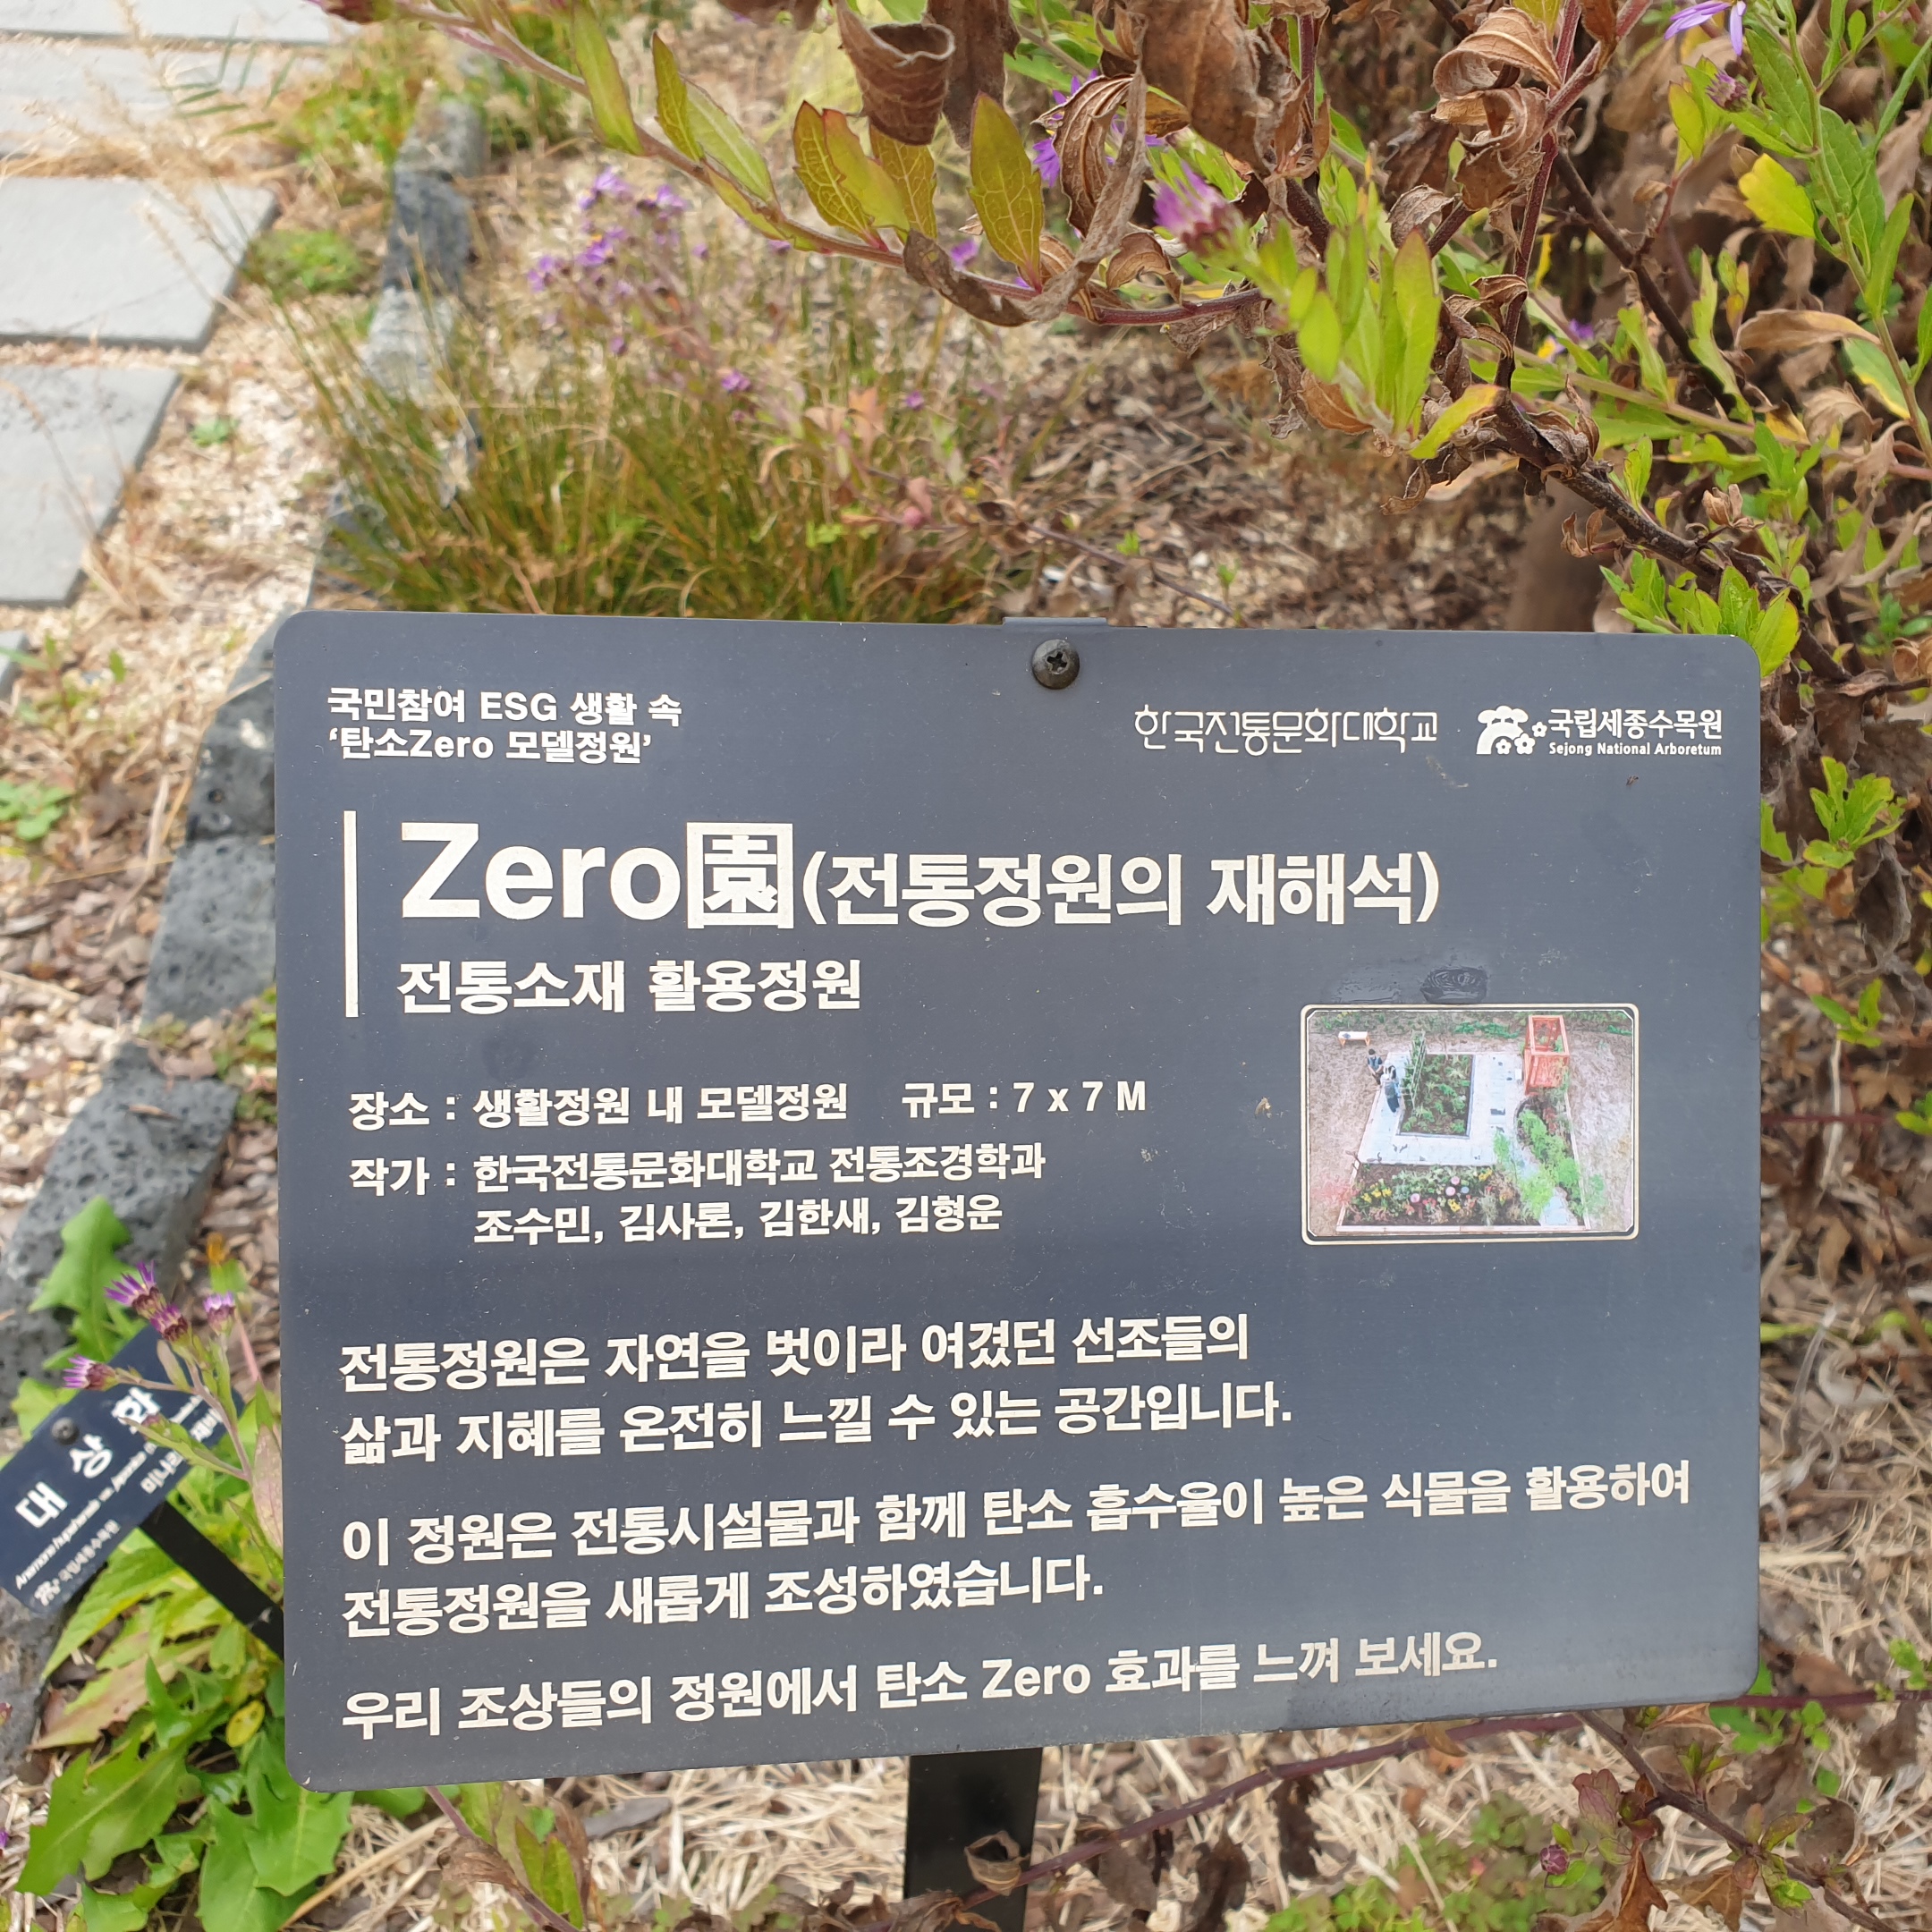 국민참여 ESG 생활 속
‘탄소Zero 모델정원’
한국전통문화대학교
국립세종수목원
Sejong National Arboretum
Zero園(전통정원의 재해석)
전통소재 활용정원
장소 : 생활정원 내 모델정원 규모 : 7 x 7 M
작가 : 한국전통문화대학교 전통조경학과
조수민, 김사론, 김한새, 김형운
전통정원은 자연을 벗이라 여겼던 선조들의
삶과 지혜를 온전히 느낄 수 있는 공간입니다.
이 정원은 전통시설물과 함께 탄소 흡수율이 높은 식물을 활용하여
전통정원을 새롭게 조성하였습니다.
우리 조상들의 정원에서 탄소 Zero 효과를 느껴 보세요.
대상화
국립세종수목원